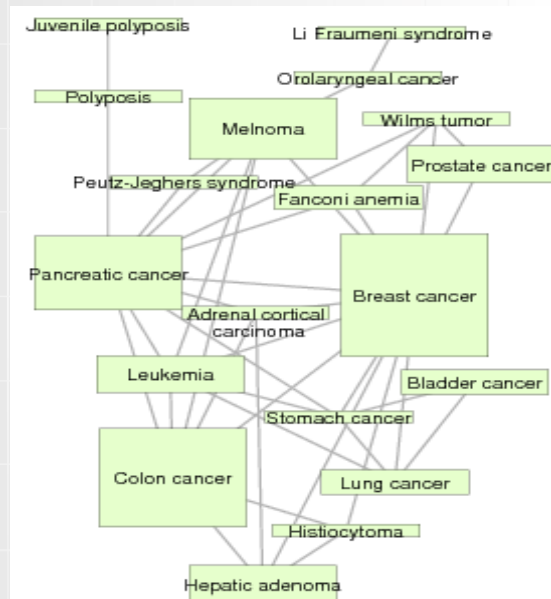 Juvenile polyposis
Li Fraumeni syndrome
Orolaryngeal cancer
Polyposis
Melnoma
Wilms tumor
Prostate cancer
Peutz-Jeghers syndrome
Fanconi anemia
Pancreatic cancer
Breast cancer
Adrenal cortical
carcinoma
Leukemia
Bladder cancer
Stomach cancer
Colon cancer
Lung cancer
Histiocytoma
Hepatic adenoma